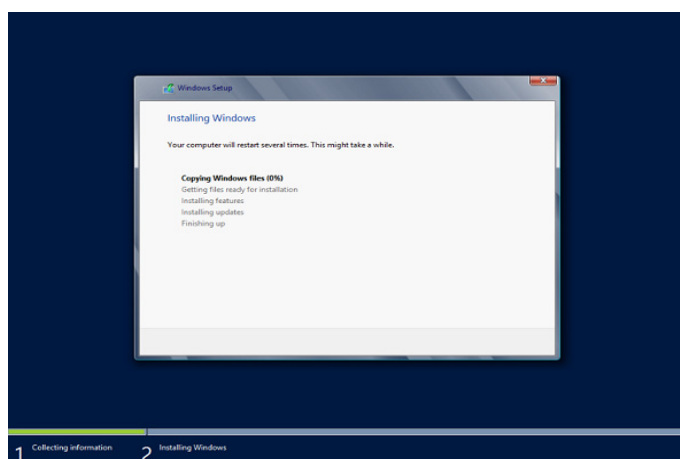 Windows Setup
Installing Windows
Your computer will restart several times. This might take a while.
Copying Windows files (0%)
Getting files ready for installation
Installing features
Installing updates
Finishing up
1 Collecting information
2 Installing Windows